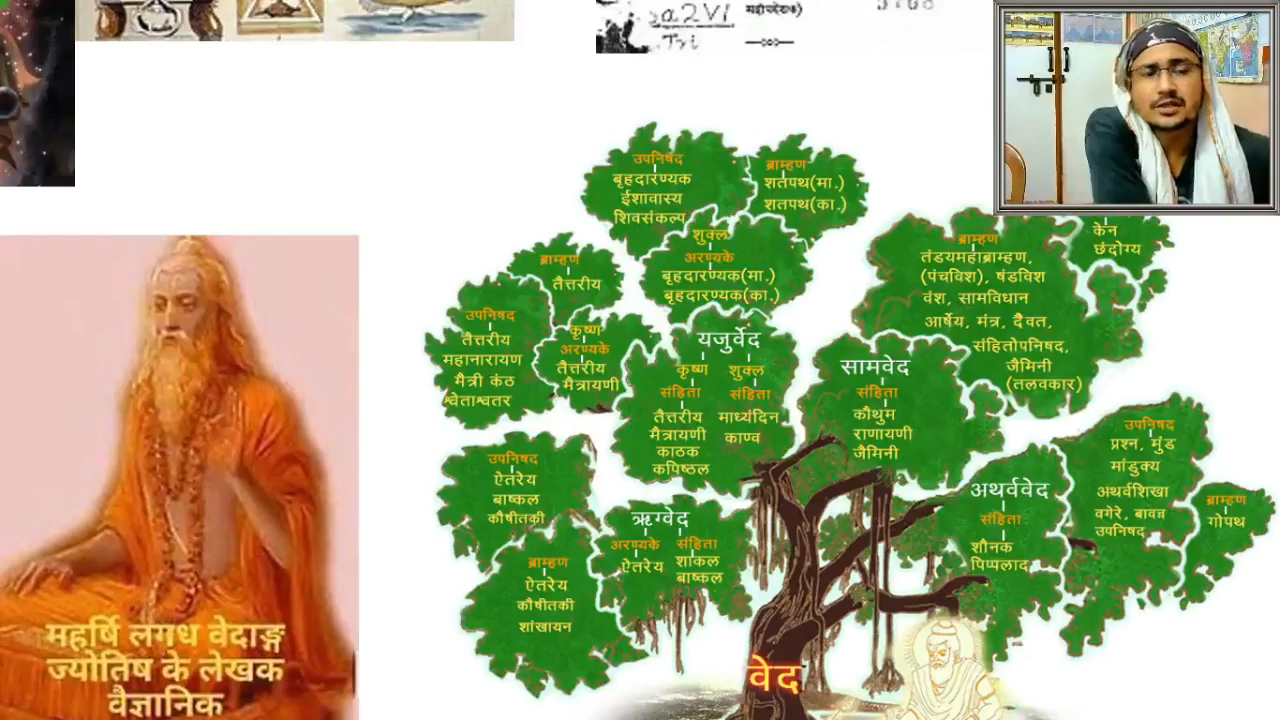 Sa2V1
Tri
उपनिषद
बृहदारण्यक
ईशावास्य
शिवसंकल्प
ब्राम्हण
शतपथ(मा.)
शतपथ(का.)
शुक्ल
अरण्यके
बृहदारण्यक(मा.)
बृहदारण्यक(का.)
ब्राम्हण
तैत्तरीय
उपनिषद
तैत्तरीय
महानारायण
मैत्री कंठ
श्वेताश्वतर
कृष्ण
अरण्यके
तैत्तरीय
मैत्रायणी
यजुर्वेद
कृष्ण
संहिता
तैत्तरीय
मैत्रायणी
काठक
कपिष्ठल
शुक्ल
संहिता
माध्यंदिन
काण्व
केन
छंदोग्य
ब्राम्हण
तंडयमहाब्राम्हण,
(पंचविश), षंडविश
वंश, सामविधान
आर्षेय, मंत्र, दैवत,
संहितोपनिषद,
जैमिनी
(तलवकार)
सामवेद
संहिता
कौथुम
राणायणी
जैमिनी
उपनिषद
ऐतरेय
बाष्कल
कौषीतकी
ऋग्वेद
अरण्यके
ऐतरेय
संहिता
शाकल
बाष्कल
ब्राम्हण
ऐतरेय
कौषीतकी
शांखायन
अथर्ववेद
संहिता
शौनक
पिप्पलाद
उपनिषद
प्रश्न, मुंड
मांडुक्य
अथर्वशिखा
वगेरे, बावन्न
उपनिषद
ब्राम्हण
गोपथ
वेद
महर्षि लगध वेदाङ्ग
ज्योतिष के लेखक
वैज्ञानिक